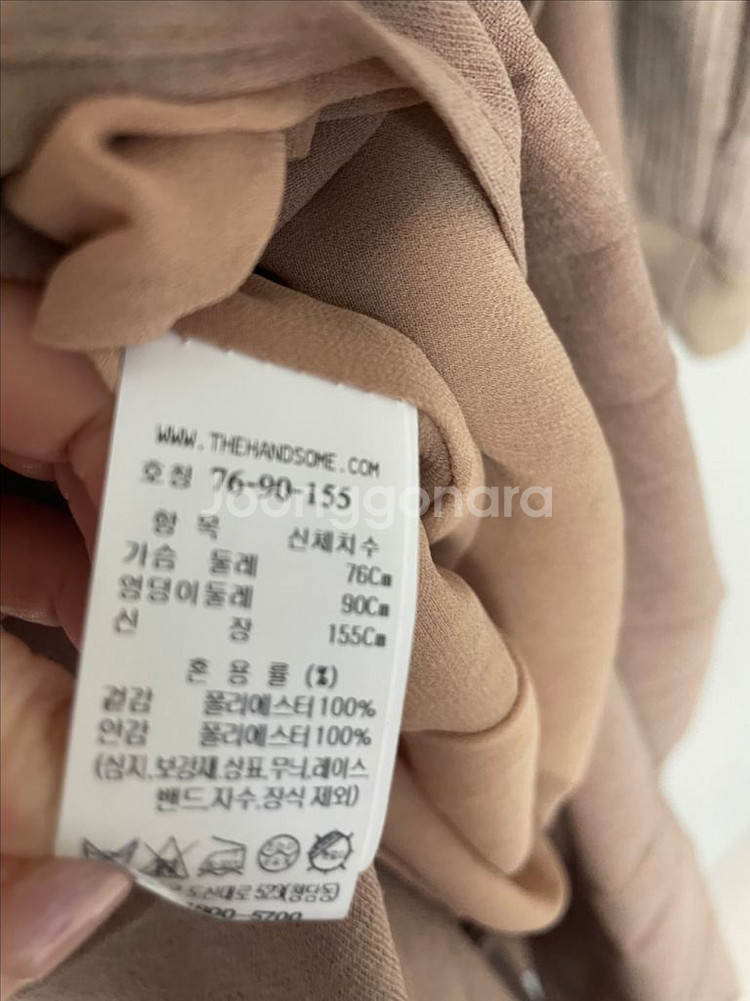 WWW.THEHANDSOME.COM
호칭 76-90-155
항 목 신체치수
가슴 둘레 76Cm
엉덩이둘레 90Cm
신 장 155Cm
혼 용 률 (%)
겉감 폴리에스터100%
안감 폴리에스터100%
(심지,보강재,상표,무늬,레이스
밴드,자수,장식 제외)
도산대로 523(청담동)
-5700
Joonggonara